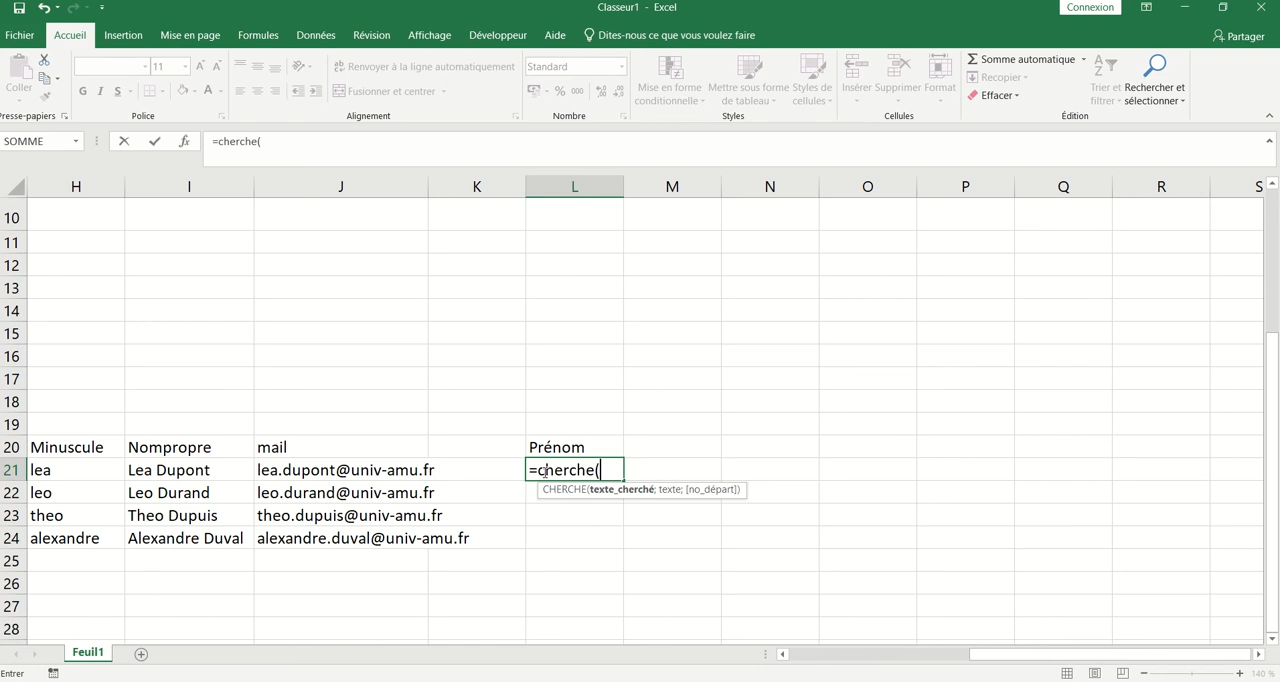 Classeur1 - Excel
Connexion
Fichier Accueil Insertion Mise en page Formules Données Révision Affichage Développeur Aide Dites-nous ce que vous voulez faire Partager
Coller
11
G I S
Renvoyer à la ligne automatiquement
Fusionner et centrer
Standard
% 000
Mise en forme conditionnelle
Mettre sous forme de tableau
Styles de cellules
Insérer Supprimer Format
Somme automatique
Recopier
Effacer
Trier et filtrer
Rechercher et sélectionner
Presse-papiers Police Alignement Nombre Styles Cellules Édition
SOMME fx =cherche(
H I J K L M N O P Q R S
10
11
12
13
14
15
16
17
18
19
20 Minuscule Nompropre mail Prénom
21 lea Lea Dupont lea.dupont@univ-amu.fr =cherche(
CHERCHE(texte_cherché; texte; [no_départ])
22 leo Leo Durand leo.durand@univ-amu.fr
23 theo Theo Dupuis theo.dupuis@univ-amu.fr
24 alexandre Alexandre Duval alexandre.duval@univ-amu.fr
25
26
27
28
Feuil1
Entrer
140 %